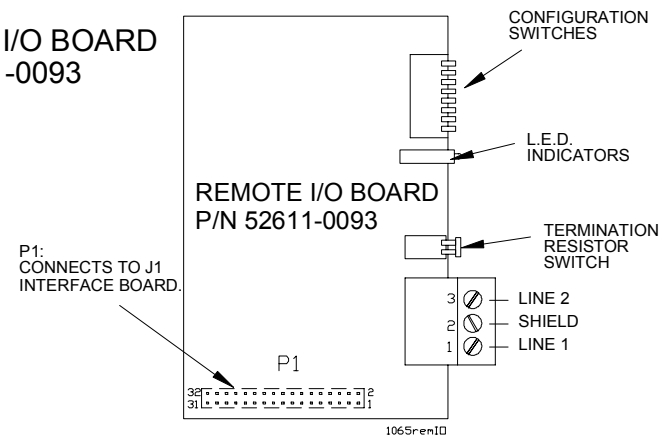 I/O BOARD
-0093
CONFIGURATION
SWITCHES
L.E.D.
INDICATORS
REMOTE I/O BOARD
P/N 52611-0093
TERMINATION
RESISTOR
SWITCH
P1:
CONNECTS TO J1
INTERFACE BOARD.
3 LINE 2
2 SHIELD
1 LINE 1
P1
32 2
31 1
1065remIO